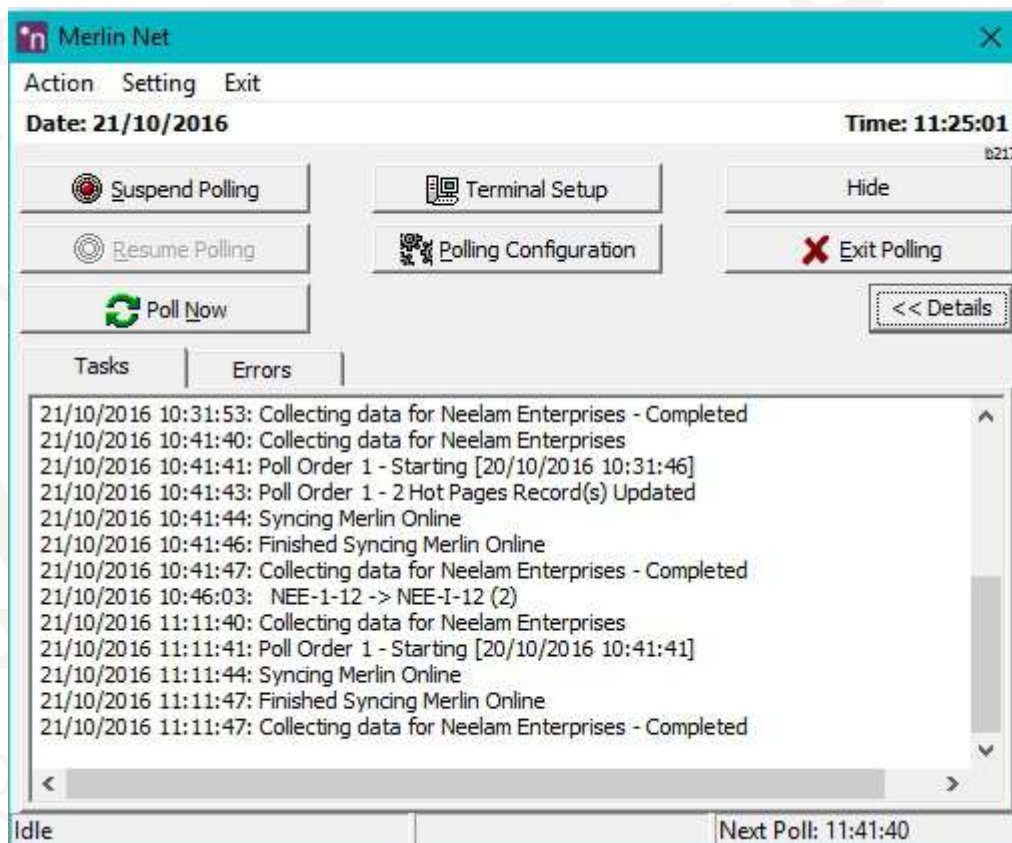 Merlin Net
Action Setting Exit
Date: 21/10/2016 Time: 11:25:01
b217
Suspend Polling Terminal Setup Hide
Resume Polling Polling Configuration Exit Polling
Poll Now << Details
Tasks Errors
21/10/2016 10:31:53: Collecting data for Neelam Enterprises - Completed
21/10/2016 10:41:40: Collecting data for Neelam Enterprises
21/10/2016 10:41:41: Poll Order 1 - Starting [20/10/2016 10:31:46]
21/10/2016 10:41:43: Poll Order 1 - 2 Hot Pages Record(s) Updated
21/10/2016 10:41:44: Syncing Merlin Online
21/10/2016 10:41:46: Finished Syncing Merlin Online
21/10/2016 10:41:47: Collecting data for Neelam Enterprises - Completed
21/10/2016 10:46:03: NEE-1-12 -> NEE-I-12 (2)
21/10/2016 11:11:40: Collecting data for Neelam Enterprises
21/10/2016 11:11:41: Poll Order 1 - Starting [20/10/2016 10:41:41]
21/10/2016 11:11:44: Syncing Merlin Online
21/10/2016 11:11:47: Finished Syncing Merlin Online
21/10/2016 11:11:47: Collecting data for Neelam Enterprises - Completed
Idle Next Poll: 11:41:40